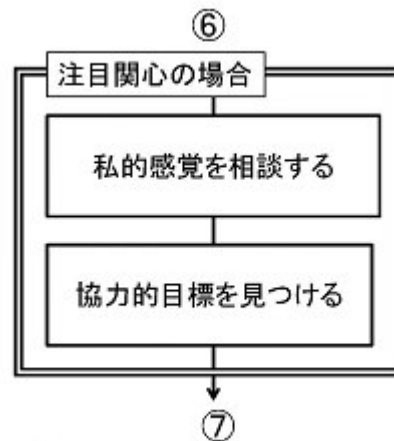 ⑥
注目関心の場合
私的感覚を相談する
協力的目標を見つける
⑦